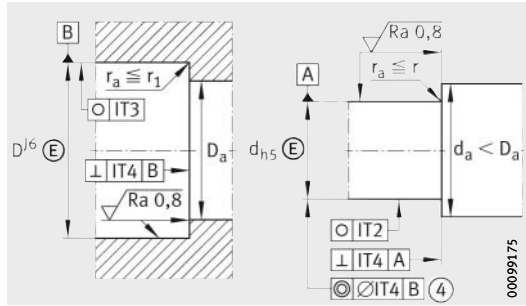 B
r_a ≦ r_1
○ IT3
D^J6 Ⓔ
⊥ IT4 B
D_a
Ra 0,8
Ra 0,8
r_a ≦ r
A
d_h5 Ⓔ
d_a < D_a
○ IT2
⊥ IT4 A
◎ ∅IT4 B ④
00099175